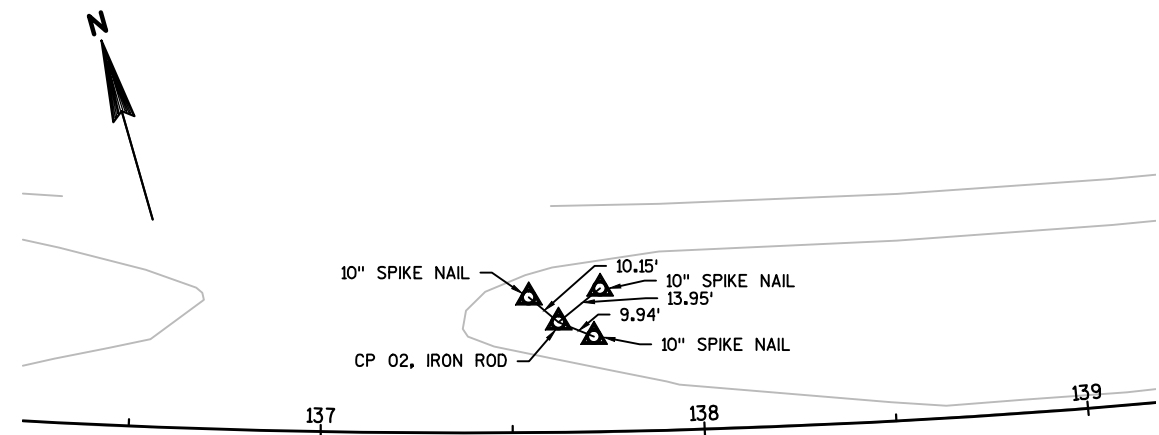 N
10" SPIKE NAIL
10.15'
10" SPIKE NAIL
13.95'
9.94'
10" SPIKE NAIL
CP 02, IRON ROD
137
138
139